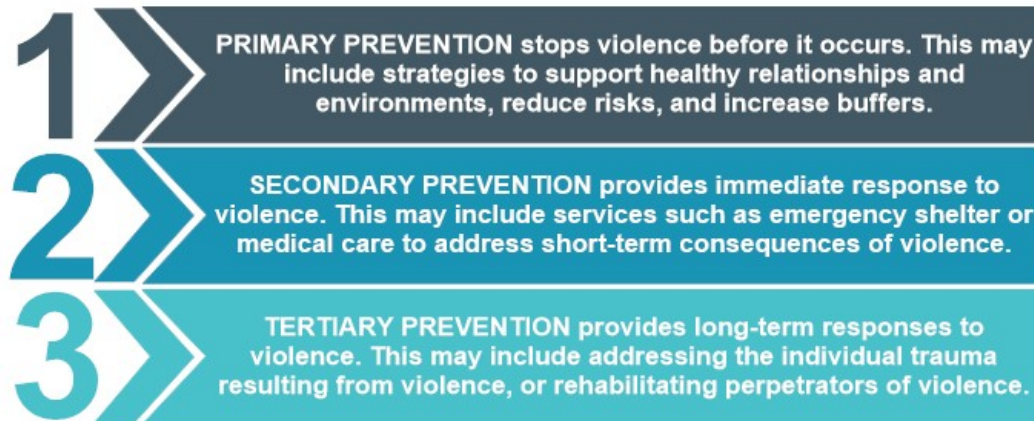 1
PRIMARY PREVENTION stops violence before it occurs. This may
include strategies to support healthy relationships and
environments, reduce risks, and increase buffers.
2
SECONDARY PREVENTION provides immediate response to
violence. This may include services such as emergency shelter or
medical care to address short-term consequences of violence.
3
TERTIARY PREVENTION provides long-term responses to
violence. This may include addressing the individual trauma
resulting from violence, or rehabilitating perpetrators of violence.